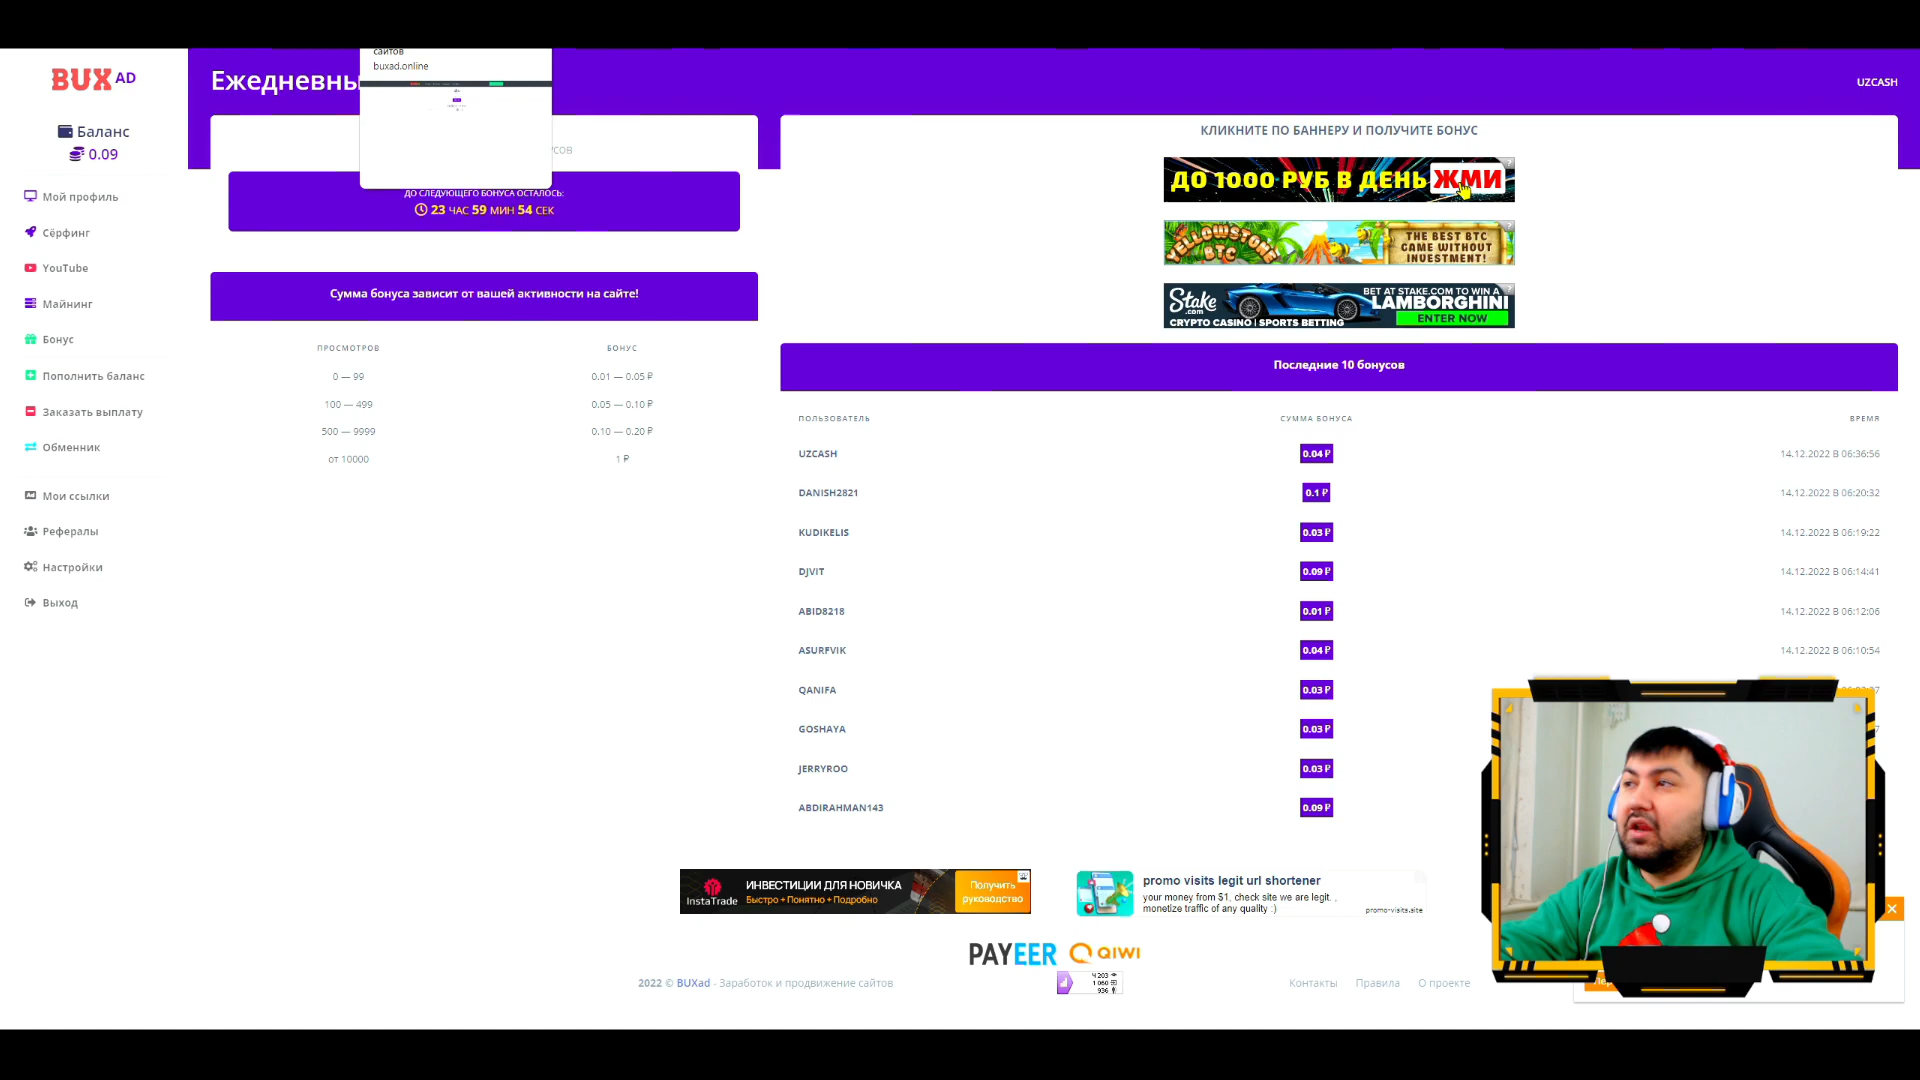 сайтов
buxad.online
BUX AD
Ежедневны
UZCASH
Баланс
0.09
Мой профиль
Сёрфинг
YouTube
Майнинг
Бонус
Пополнить баланс
Заказать выплату
Обменник
Мои ссылки
Рефералы
Настройки
Выход
УСОВ
ДО СЛЕДУЮЩЕГО БОНУСА ОСТАЛОСЬ:
23 ЧАС 59 МИН 54 СЕК
Сумма бонуса зависит от вашей активности на сайте!
ПРОСМОТРОВ БОНУС
0 — 99 0.01 — 0.05 ₽
100 — 499 0.05 — 0.10 ₽
500 — 9999 0.10 — 0.20 ₽
от 10000 1 ₽
КЛИКНИТЕ ПО БАННЕРУ И ПОЛУЧИТЕ БОНУС
ДО 1000 РУБ В ДЕНЬ ЖМИ
YELLOWSTONE BTC
THE BEST BTC
GAME WITHOUT
INVESTMENT!
Stake.com
BET AT STAKE.COM TO WIN A
LAMBORGHINI
CRYPTO CASINO | SPORTS BETTING
ENTER NOW
Последние 10 бонусов
ПОЛЬЗОВАТЕЛЬ СУММА БОНУСА ВРЕМЯ
UZCASH 0.04 ₽ 14.12.2022 В 06:36:56
DANISH2821 0.1 ₽ 14.12.2022 В 06:20:32
KUDIKELIS 0.03 ₽ 14.12.2022 В 06:19:22
DJVIT 0.09 ₽ 14.12.2022 В 06:14:41
ABID8218 0.01 ₽ 14.12.2022 В 06:12:06
ASURFVIK 0.04 ₽ 14.12.2022 В 06:10:54
QANIFA 0.03 ₽
GOSHAYA 0.03 ₽
JERRYROO 0.03 ₽
ABDIRAHMAN143 0.09 ₽
InstaTrade
ИНВЕСТИЦИИ ДЛЯ НОВИЧКА
Быстро + Понятно + Подробно
Получить
руководство
promo visits legit url shortener
your money from $1, check site we are legit. ,
monetize traffic of any quality :)
promo-visits.site
PAYEER QIWI
2022 © BUXad - Заработок и продвижение сайтов
4 203
1 060
936
Контакты Правила О проекте